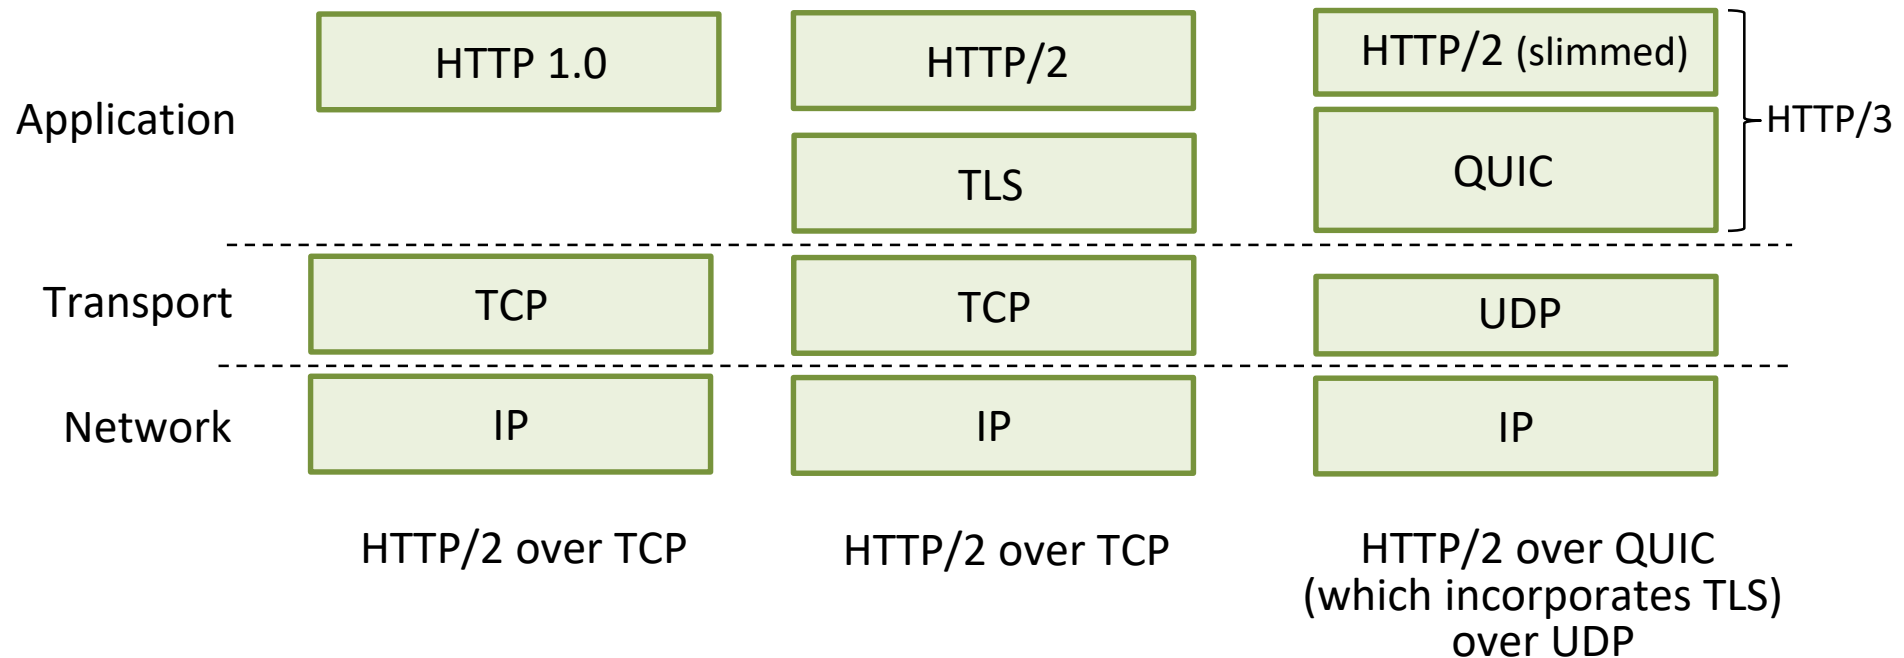 Application
HTTP 1.0
HTTP/2
TLS
HTTP/2 (slimmed)
QUIC
HTTP/3
Transport
TCP
TCP
UDP
Network
IP
IP
IP
HTTP/2 over TCP
HTTP/2 over TCP
HTTP/2 over QUIC
(which incorporates TLS)
over UDP